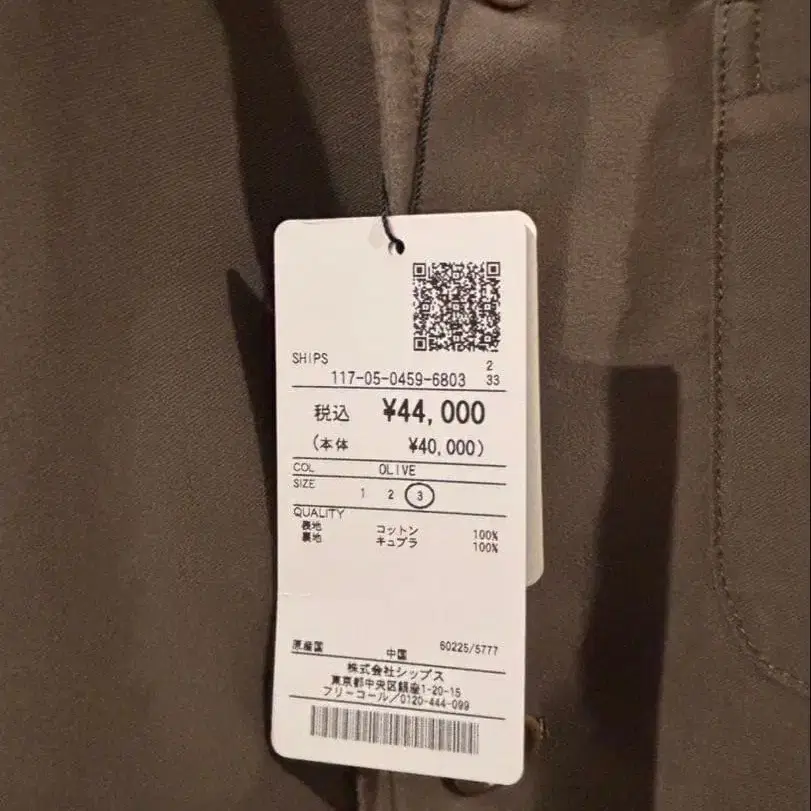 SHIPS
2
117-05-0459-6803 33
税込 ¥44,000
(本体 ¥40,000)
COL OLIVE
SIZE 1 2 3
QUALITY
表地 コットン 100%
裏地 キュプラ 100%
原産国 中国 60225/5777
株式会社シップス
東京都中央区銀座1-20-15
フリーコール/0120-444-099